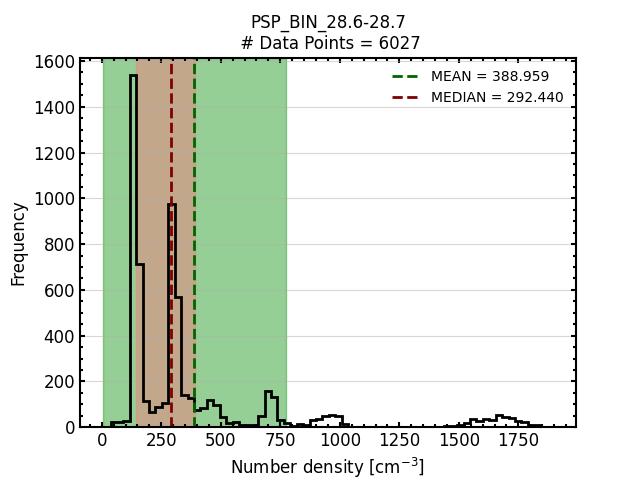 PSP_BIN_28.6-28.7
# Data Points = 6027
MEAN = 388.959
MEDIAN = 292.440
Frequency
1600
1400
1200
1000
800
600
400
200
0
0 250 500 750 1000 1250 1500 1750
Number density [cm⁻³]